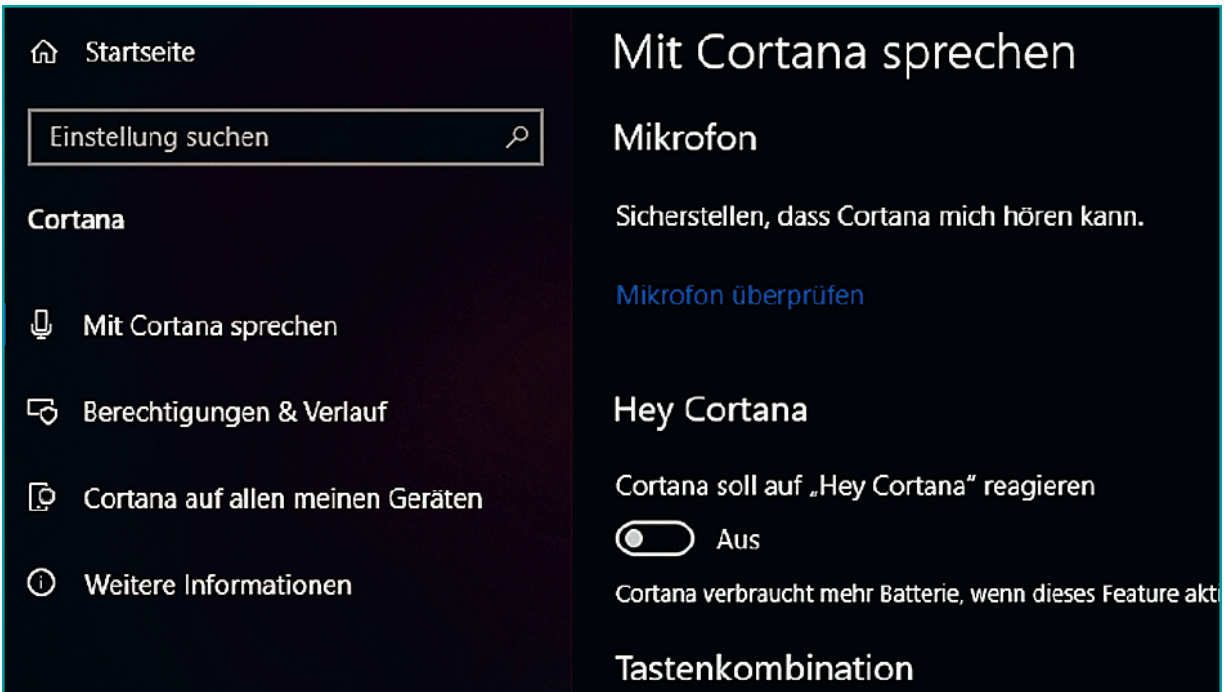 Startseite
Einstellung suchen
Cortana
Mit Cortana sprechen
Berechtigungen & Verlauf
Cortana auf allen meinen Geräten
Weitere Informationen
Mit Cortana sprechen
Mikrofon
Sicherstellen, dass Cortana mich hören kann.
Mikrofon überprüfen
Hey Cortana
Cortana soll auf „Hey Cortana“ reagieren
Aus
Cortana verbraucht mehr Batterie, wenn dieses Feature akti
Tastenkombination